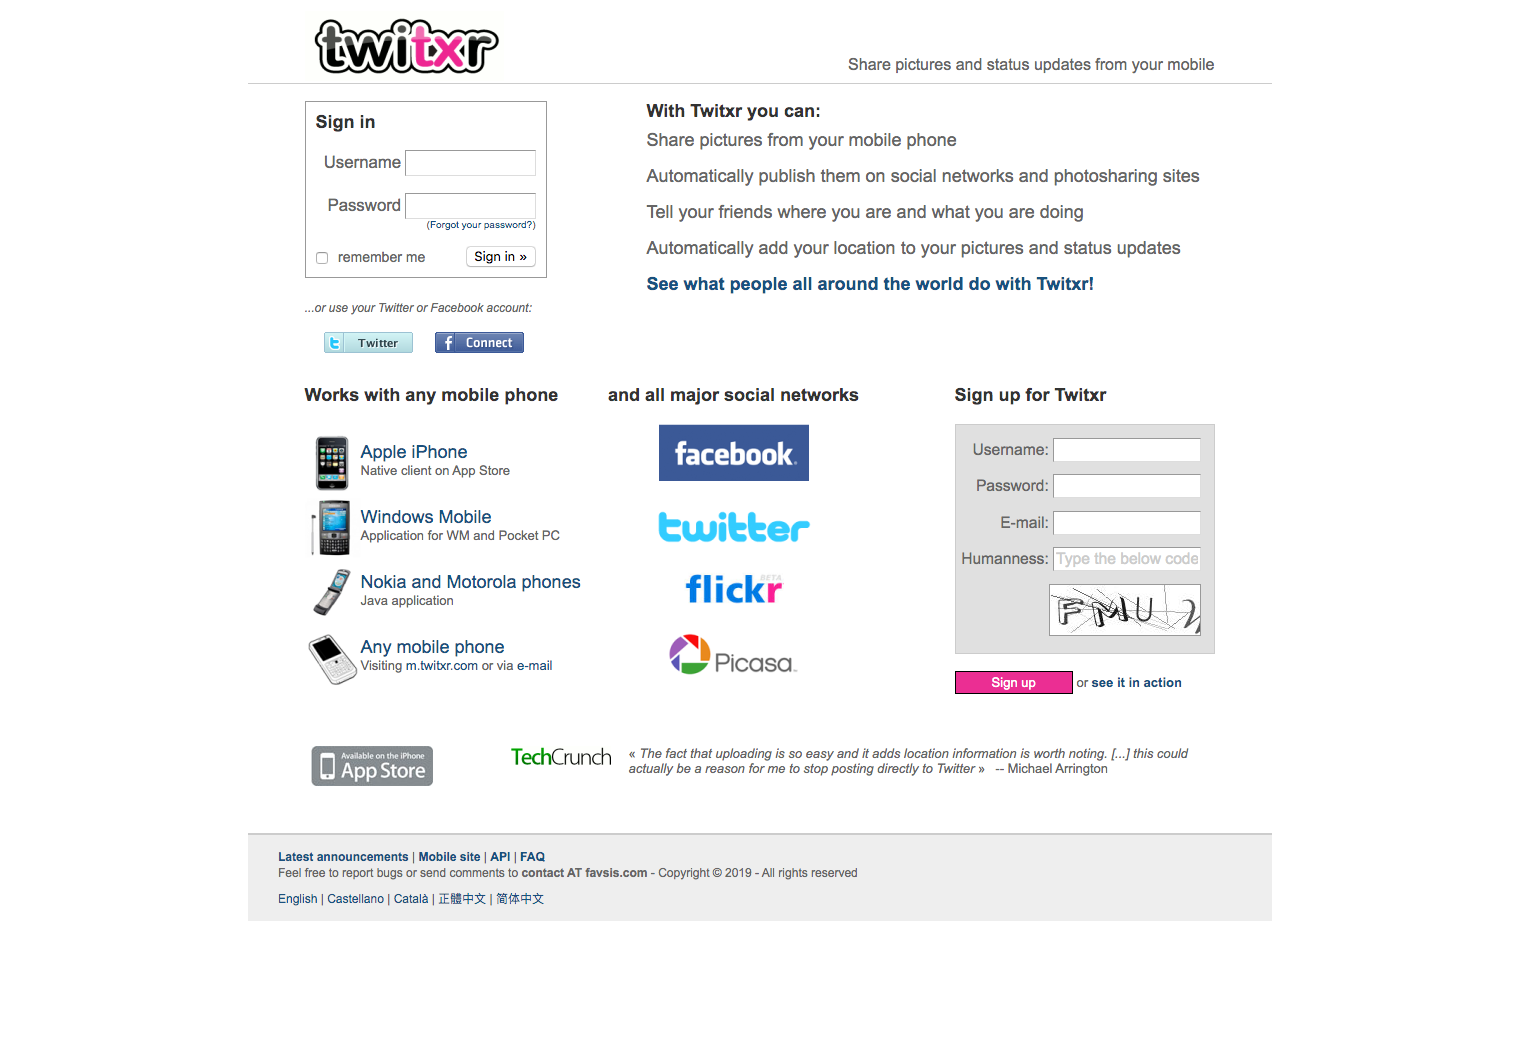 twitxr
Share pictures and status updates from your mobile
Sign in
Username
Password
(Forgot your password?)
remember me
Sign in »
...or use your Twitter or Facebook account:
Twitter
Connect
With Twitxr you can:
Share pictures from your mobile phone
Automatically publish them on social networks and photosharing sites
Tell your friends where you are and what you are doing
Automatically add your location to your pictures and status updates
See what people all around the world do with Twitxr!
Works with any mobile phone
Apple iPhone
Native client on App Store
Windows Mobile
Application for WM and Pocket PC
Nokia and Motorola phones
Java application
Any mobile phone
Visiting m.twitxr.com or via e-mail
and all major social networks
facebook.
twitter
flickr
BETA
Picasa
Sign up for Twitxr
Username:
Password:
E-mail:
Humanness:
Type the below code
FMU
Sign up
or see it in action
Available on the iPhone
App Store
TechCrunch
« The fact that uploading is so easy and it adds location information is worth noting. [...] this could
actually be a reason for me to stop posting directly to Twitter » -- Michael Arrington
Latest announcements | Mobile site | API | FAQ
Feel free to report bugs or send comments to contact AT favsis.com - Copyright © 2019 - All rights reserved
English | Castellano | Català | 正體中文 | 简体中文